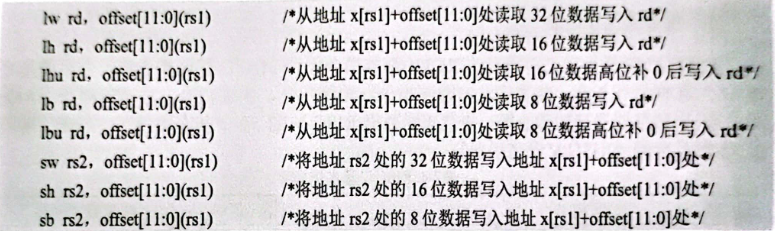 lw rd，offset[11:0](rs1) /*从地址 x[rs1]+offset[11:0]处读取 32 位数据写入 rd*/
lh rd，offset[11:0](rs1) /*从地址 x[rs1]+offset[11:0]处读取 16 位数据写入 rd*/
lhu rd，offset[11:0](rs1) /*从地址 x[rs1]+offset[11:0]处读取 16 位数据高位补 0 后写入 rd*/
lb rd，offset[11:0](rs1) /*从地址 x[rs1]+offset[11:0]处读取 8 位数据写入 rd*/
lbu rd，offset[11:0](rs1) /*从地址 x[rs1]+offset[11:0]处读取 8 位数据高位补 0 后写入 rd*/
sw rs2，offset[11:0](rs1) /*将地址 rs2 处的 32 位数据写入地址 x[rs1]+offset[11:0]处*/
sh rs2，offset[11:0](rs1) /*将地址 rs2 处的 16 位数据写入地址 x[rs1]+offset[11:0]处*/
sb rs2，offset[11:0](rs1) /*将地址 rs2 处的 8 位数据写入地址 x[rs1]+offset[11:0]处*/